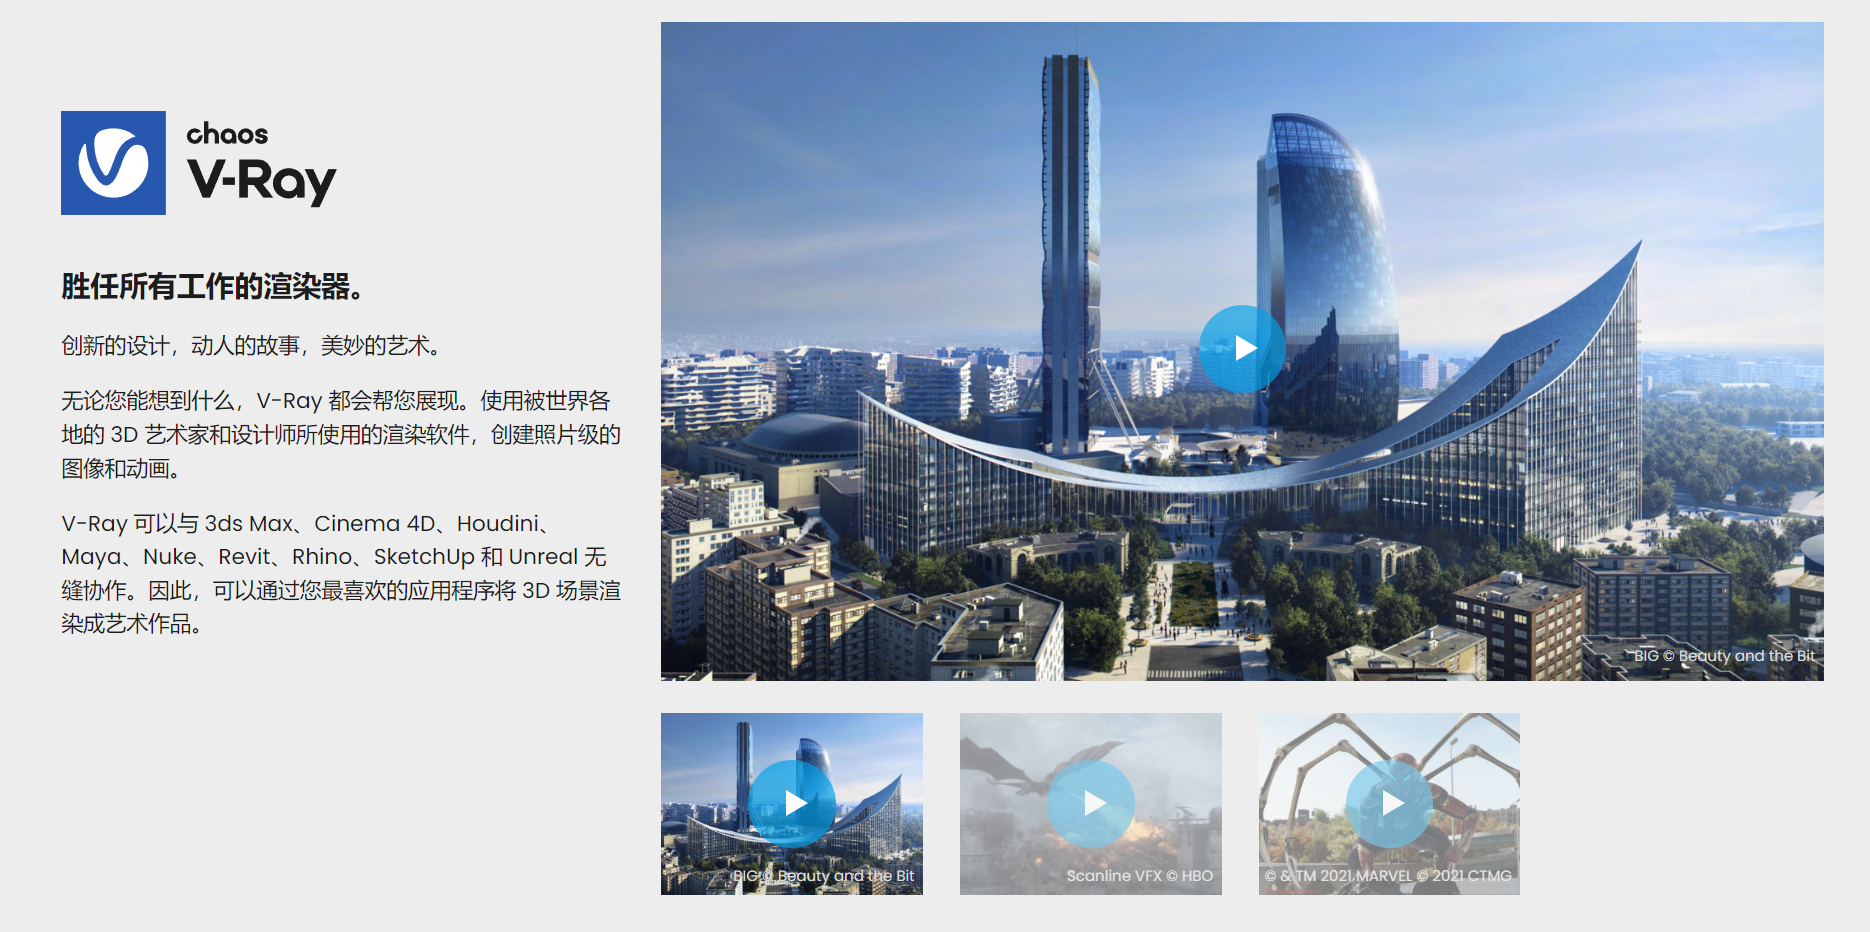 chaos
V-Ray
胜任所有工作的渲染器。
创新的设计，动人的故事，美妙的艺术。
无论您能想到什么，V-Ray 都会帮您展现。使用被世界各
地的 3D 艺术家和设计师所使用的渲染软件，创建照片级的
图像和动画。
V-Ray 可以与 3ds Max、Cinema 4D、Houdini、
Maya、Nuke、Revit、Rhino、SketchUp 和 Unreal 无
缝协作。因此，可以通过您最喜欢的应用程序将 3D 场景渲
染成艺术作品。
BIG © Beauty and the Bit
BIG © Beauty and the Bit
Scanline VFX © HBO
© & TM 2021 MARVEL © 2021 CTMG